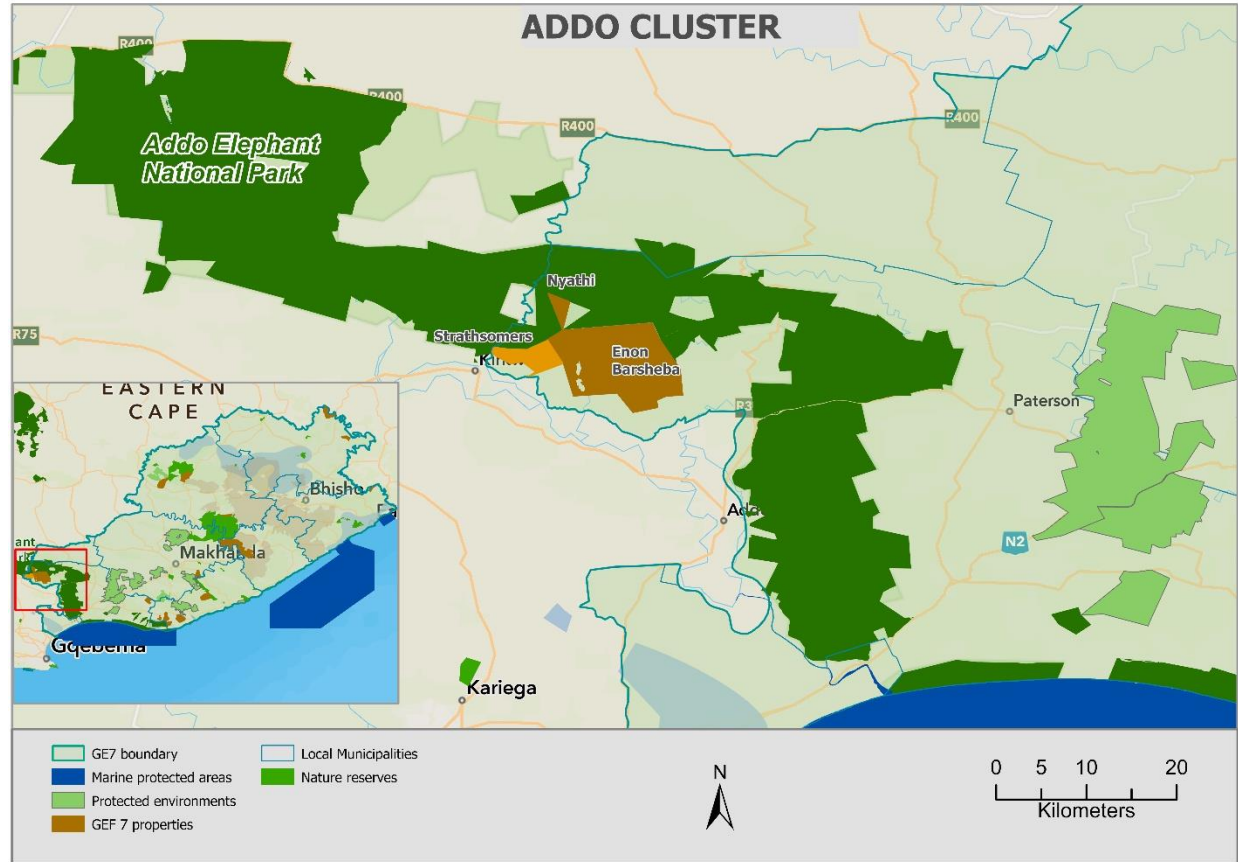 ADDO CLUSTER
R400
R400
R400
R400
Addo Elephant
National Park
Nyathi
R75
Strathsomers
Enon
Barsheba
Paterson
N2
Kariega
EASTERN
CAPE
Bhisho
Makhanda
Gqeberha
GE7 boundary
Marine protected areas
Protected environments
GEF 7 properties
Local Municipalities
Nature reserves
N
0 5 10 20
Kilometers